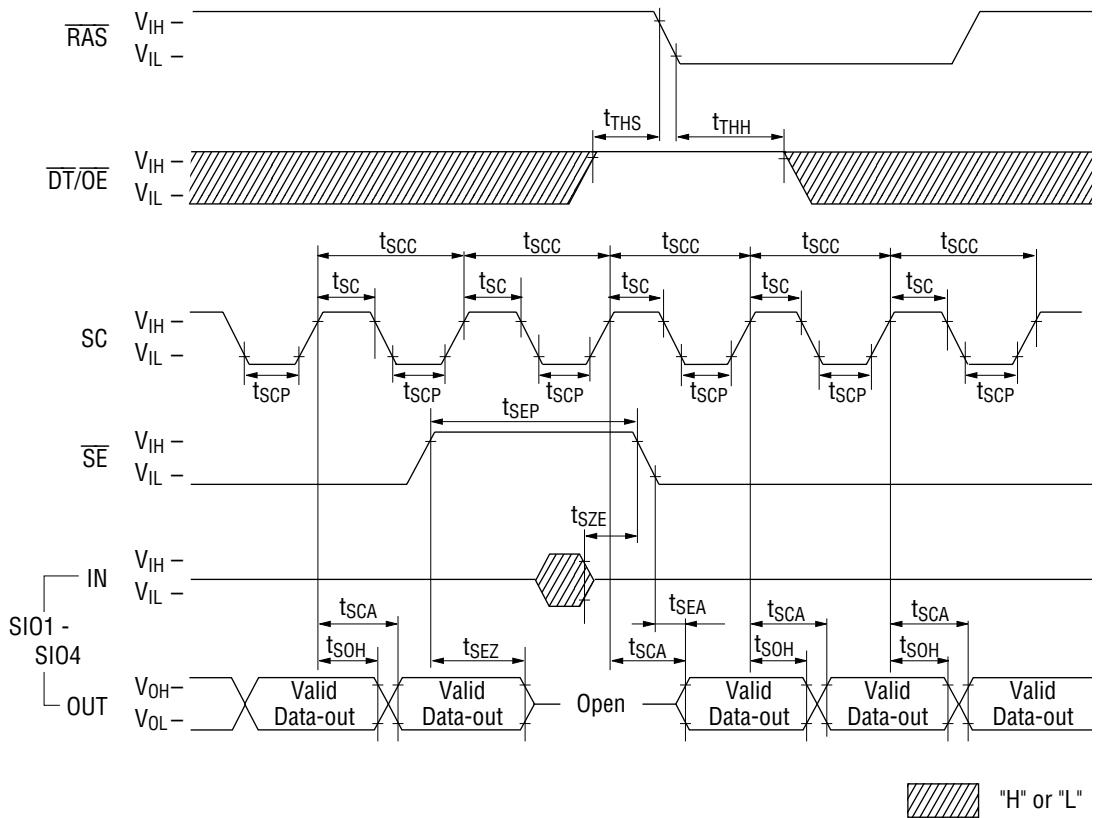 RAS
VIH –
VIL –
tTHS
tTHH
DT/OE
VIH –
VIL –
tSCC tSCC tSCC tSCC tSCC
tSC tSC tSC tSC tSC
SC
VIH –
VIL –
tSCP tSCP tSCP tSCP tSCP tSCP
tSEP
SE
VIH –
VIL –
tSZE
IN
VIH –
VIL –
SIO1 -
SIO4
tSCA tSEA tSCA tSCA
tSOH tSEZ tSCA tSOH tSOH
OUT
VOH–
VOL –
Valid Data-out
Valid Data-out
Open
Valid Data-out
Valid Data-out
Valid Data-out
"H" or "L"